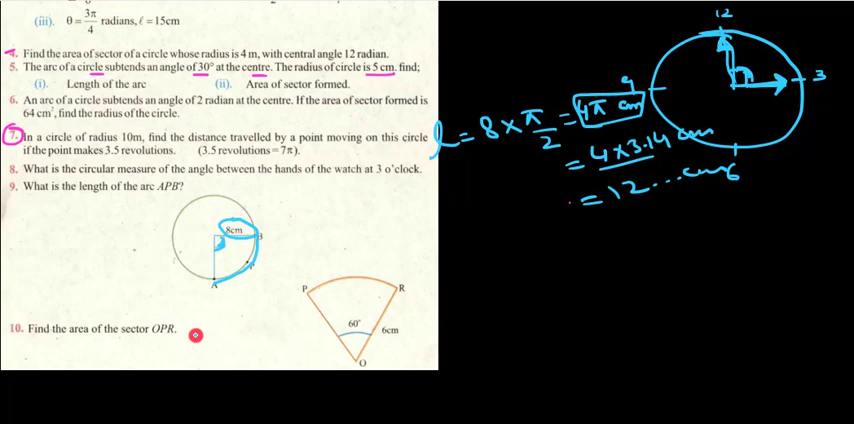 (iii). θ = 3π/4 radians, ℓ = 15cm
4. Find the area of sector of a circle whose radius is 4 m, with central angle 12 radian.
5. The arc of a circle subtends an angle of 30° at the centre. The radius of circle is 5 cm, find;
(i). Length of the arc (ii). Area of sector formed.
6. An arc of a circle subtends an angle of 2 radian at the centre. If the area of sector formed is
64 cm², find the radius of the circle.
7. In a circle of radius 10m, find the distance travelled by a point moving on this circle
if the point makes 3.5 revolutions. (3.5 revolutions = 7π).
8. What is the circular measure of the angle between the hands of the watch at 3 o'clock.
9. What is the length of the arc APB?
8cm
B
P
A
10. Find the area of the sector OPR.
P
R
60°
6cm
O
12
3
9
6
l = 8 × π/2 = 4π cm
= 4 × 3.14 cm
= 12... cm